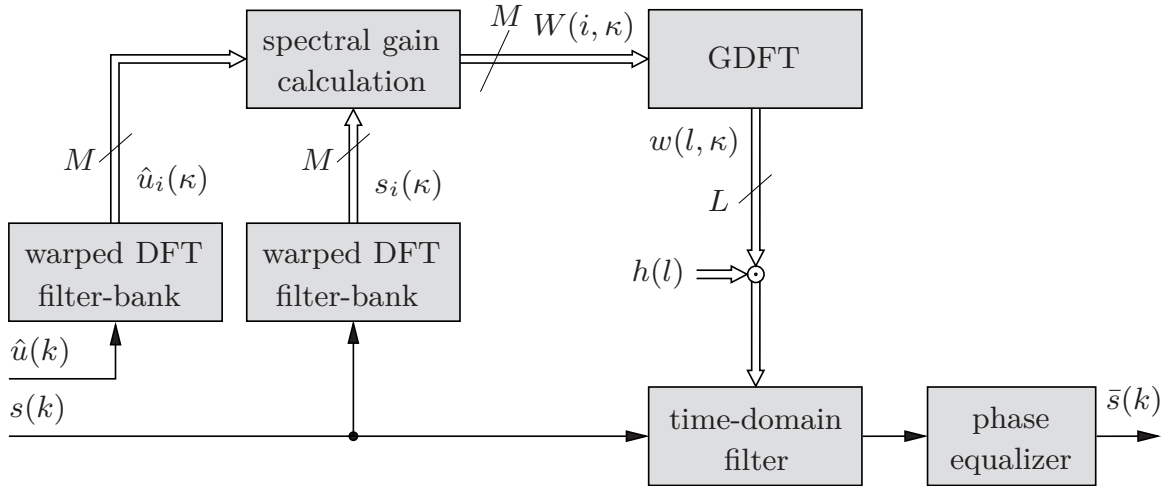 M
W(i, κ)
spectral gain
calculation
GDFT
M
û_i(κ)
M
s_i(κ)
w(l, κ)
L
warped DFT
filter-bank
warped DFT
filter-bank
h(l)
û(k)
s(k)
time-domain
filter
phase
equalizer
s̄(k)